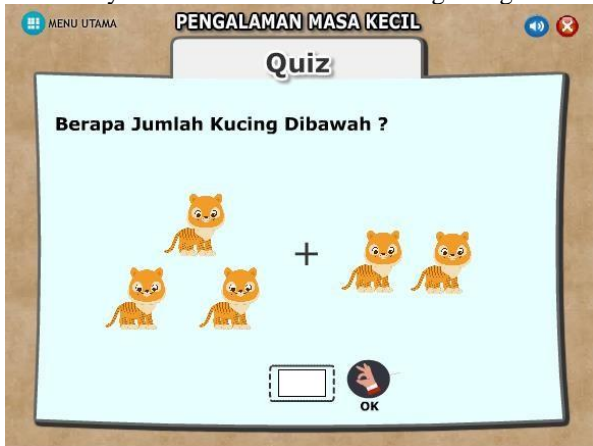 MENU UTAMA
PENGALAMAN MASA KECIL
Quiz
Berapa Jumlah Kucing Dibawah ?
+
OK